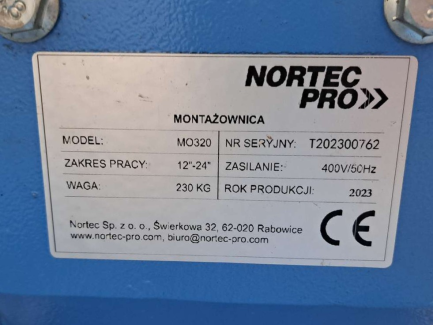 NORTEC
PRO
MONTAŻOWNICA
MODEL: MO320 NR SERYJNY: T202300762
ZAKRES PRACY: 12"-24" ZASILANIE: 400V/50Hz
WAGA: 230 KG ROK PRODUKCJI: 2023
Nortec Sp. z o. o., Świerkowa 32, 62-020 Rabowice
www.nortec-pro.com, biuro@nortec-pro.com
CE